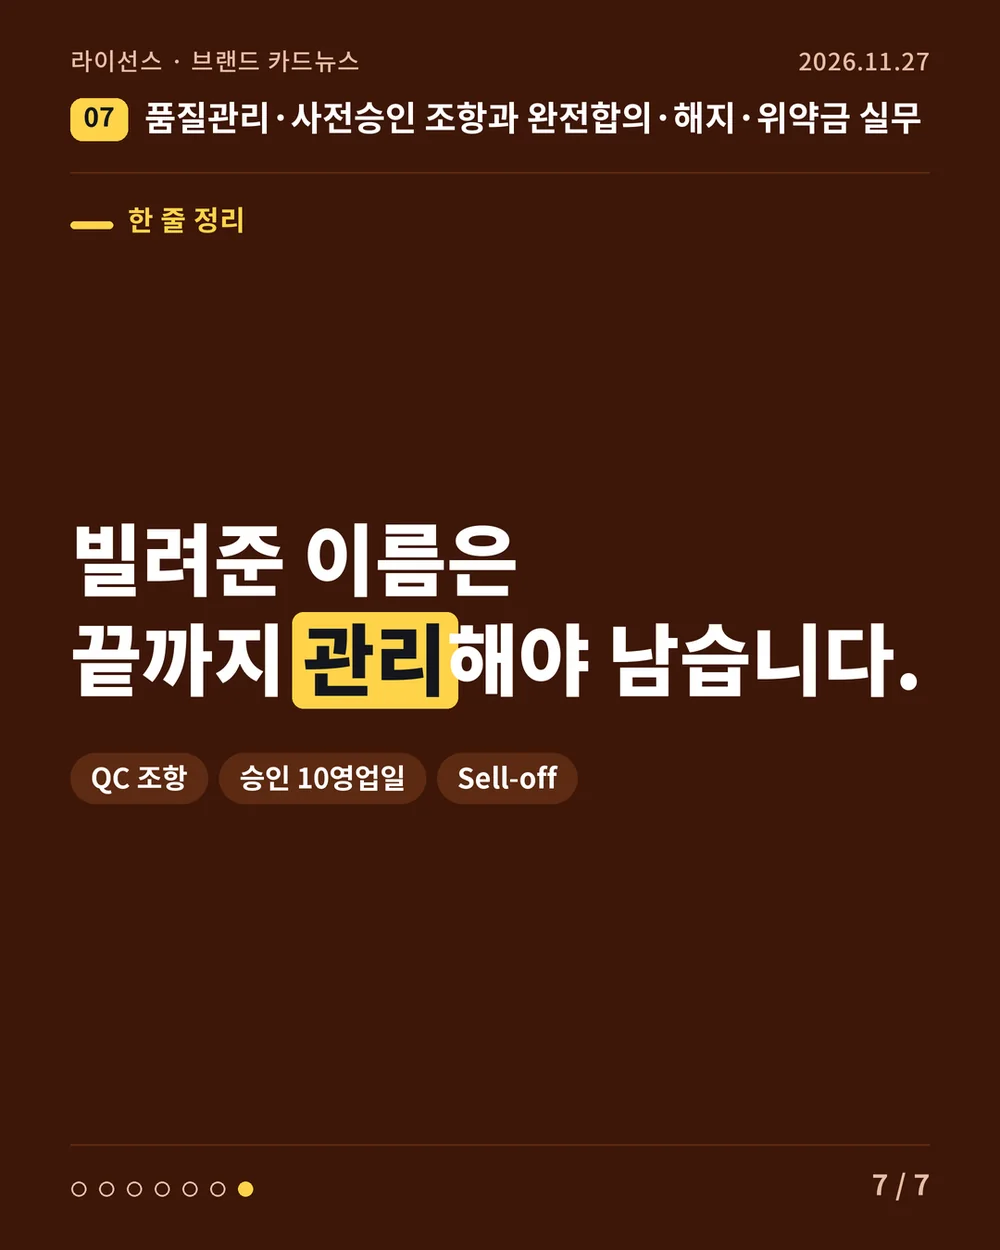 라이선스 · 브랜드 카드뉴스
2026.11.27
07 품질관리·사전승인 조항과 완전합의·해지·위약금 실무
한 줄 정리
빌려준 이름은
끝까지 관리해야 남습니다.
QC 조항
승인 10영업일
Sell-off
7 / 7